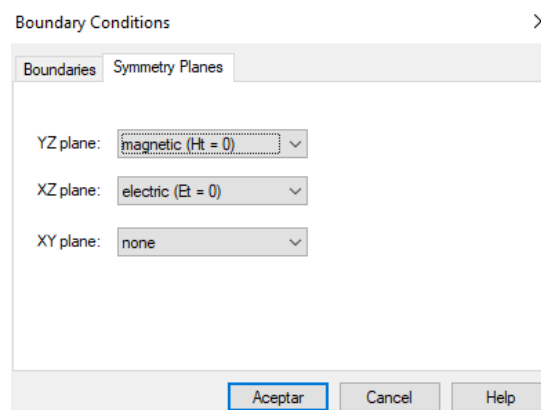 Boundary Conditions
Boundaries Symmetry Planes
YZ plane: magnetic (Ht = 0)
XZ plane: electric (Et = 0)
XY plane: none
Aceptar Cancel Help